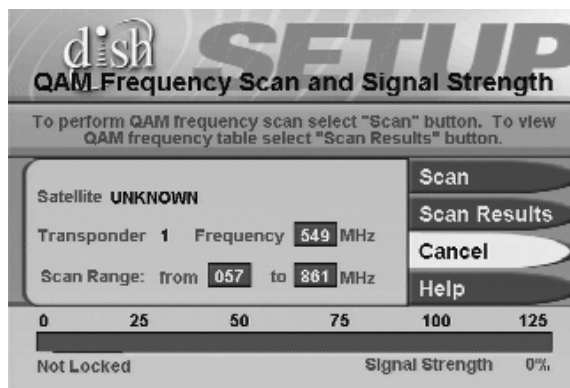 dish SETUP
QAM Frequency Scan and Signal Strength
To perform QAM frequency scan select "Scan" button. To view
QAM frequency table select "Scan Results" button.
Satellite UNKNOWN
Transponder 1 Frequency 549 MHz
Scan Range: from 057 to 861 MHz
Scan
Scan Results
Cancel
Help
0 25 50 75 100 125
Not Locked Signal Strength 0%